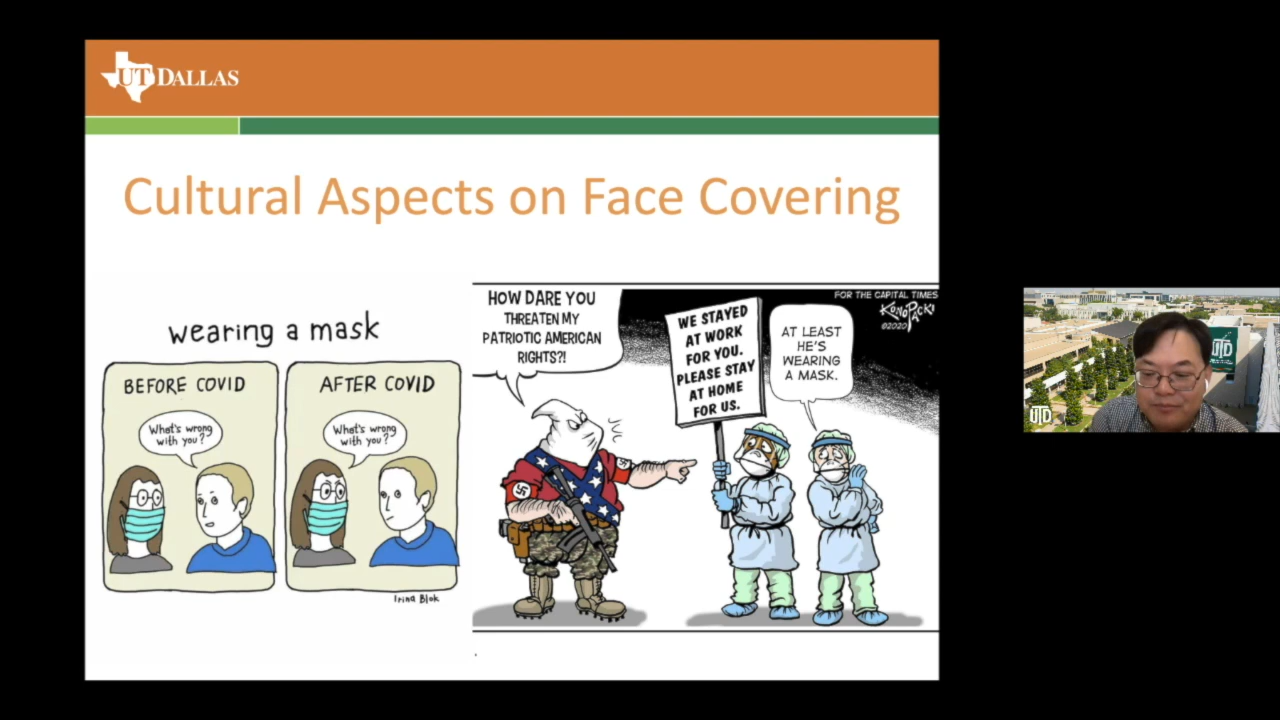 UT DALLAS
Cultural Aspects on Face Covering
wearing a mask
BEFORE COVID
What's wrong
with you?
AFTER COVID
What's wrong
with you?
Irina Blok
HOW DARE YOU
THREATEN MY
PATRIOTIC AMERICAN
RIGHTS?!
WE STAYED
AT WORK
FOR YOU.
PLEASE STAY
AT HOME
FOR US.
AT LEAST
HE'S
WEARING
A MASK.
FOR THE CAPITAL TIMES
KONOPACKI
©2020
UTD
UTD